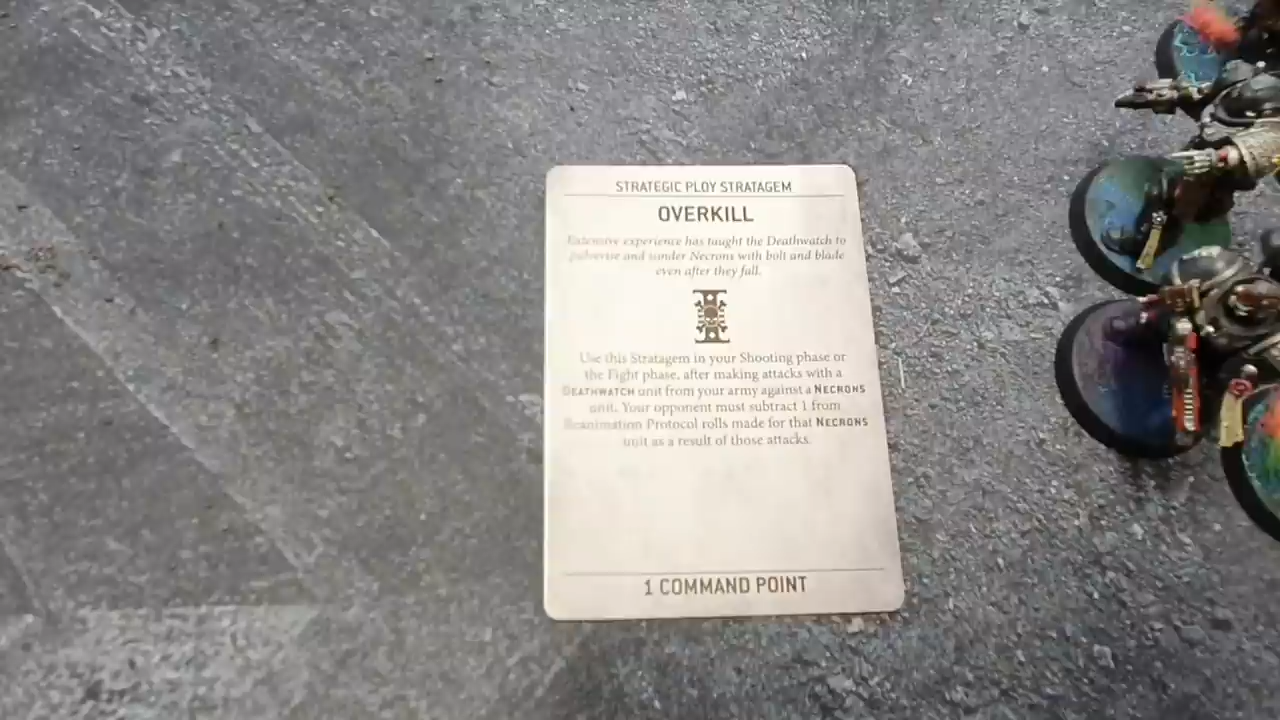 STRATEGIC PLOY STRATAGEM
OVERKILL
Extensive experience has taught the Deathwatch to
pulverise and sunder Necrons with bolt and blade
even after they fall.
Use this Stratagem in your Shooting phase or
the Fight phase, after making attacks with a
DEATHWATCH unit from your army against a NECRONS
unit. Your opponent must subtract 1 from
Reanimation Protocol rolls made for that NECRONS
unit as a result of those attacks.
1 COMMAND POINT